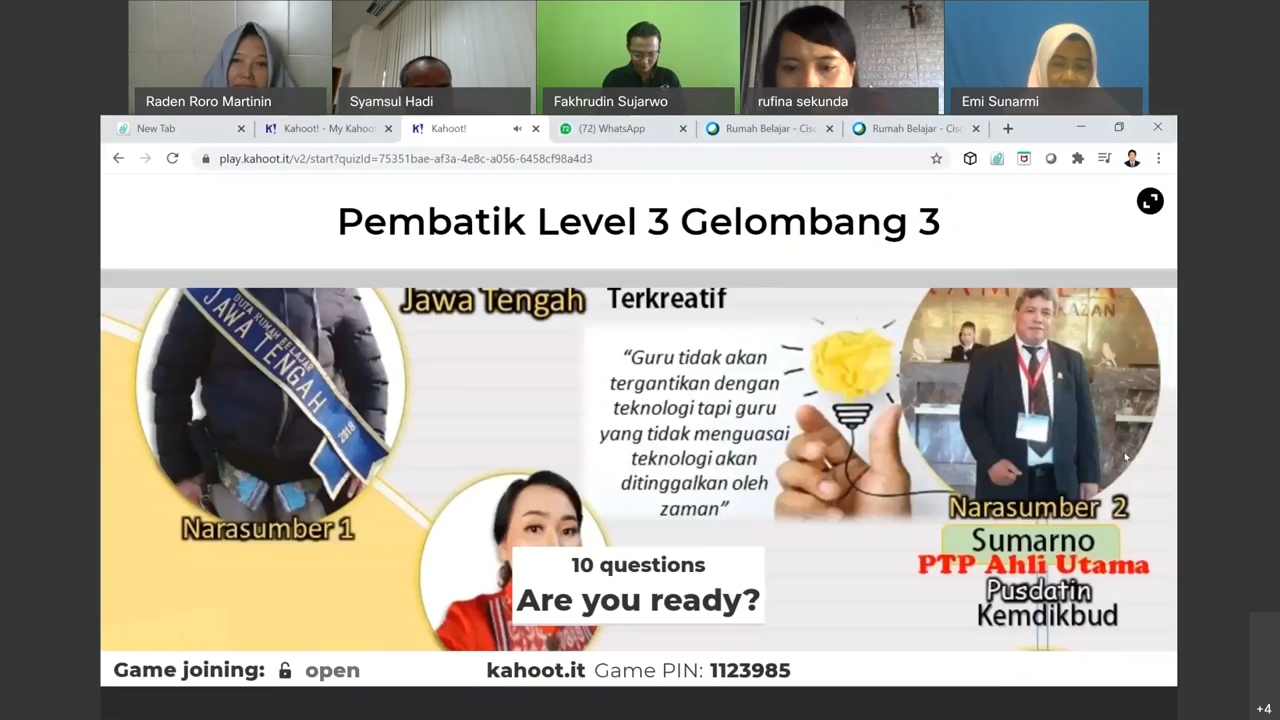 Raden Roro Martinin
Syamsul Hadi
Fakhrudin Sujarwo
rufina sekunda
Emi Sunarmi
New Tab
Kahoot! - My Kahoot
Kahoot!
(72) WhatsApp
Rumah Belajar - Cisc
Rumah Belajar - Cisc
play.kahoot.it/v2/start?quizId=75351bae-af3a-4e8c-a056-6458cf98a4d3
Pembatik Level 3 Gelombang 3
Jawa Tengah
Terkreatif
DUTA RUMAH BELAJAR
JAWA TENGAH
2018
KAZAN
“Guru tidak akan
tergantikan dengan
teknologi tapi guru
yang tidak menguasai
teknologi akan
ditinggalkan oleh
zaman”
Narasumber 1
Narasumber 2
Sumarno
PTP Ahli Utama
Pusdatin
Kemdikbud
10 questions
Are you ready?
Game joining: open
kahoot.it Game PIN: 1123985
+4